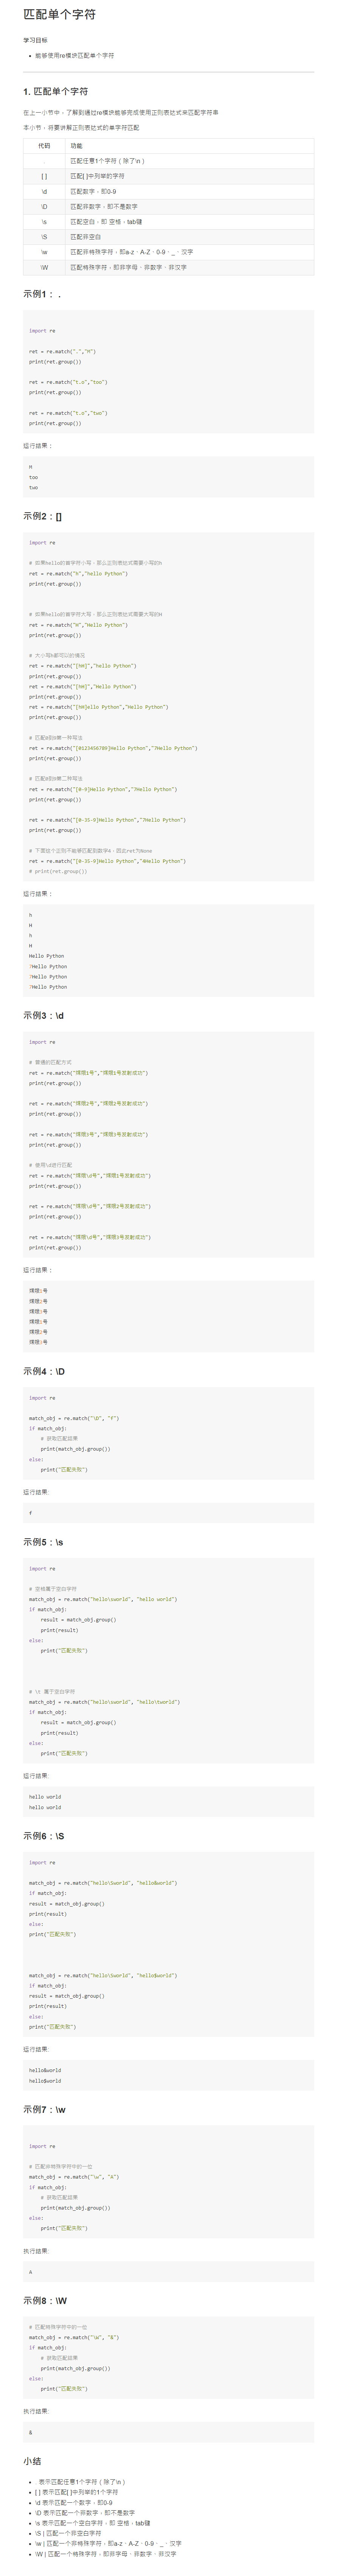 匹配单个字符
学习目标
能够使用re模块匹配单个字符
1. 匹配单个字符
在上一小节中，了解到通过re模块能够完成使用正则表达式来匹配字符串
本小节，将要讲解正则表达式的单字符匹配
代码 功能
. 匹配任意1个字符（除了\n）
[ ] 匹配[ ]中列举的字符
\d 匹配数字，即0-9
\D 匹配非数字，即不是数字
\s 匹配空白，即 空格，tab键
\S 匹配非空白
\w 匹配非特殊字符，即a-z、A-Z、0-9、_、汉字
\W 匹配特殊字符，即非字母、非数字、非汉字
示例1： .
import re
ret = re.match(".","M")
print(ret.group())
ret = re.match("t.o","too")
print(ret.group())
ret = re.match("t.o","two")
print(ret.group())
运行结果：
M
too
two
示例2：[]
import re
# 如果hello的首字符小写，那么正则表达式需要小写的h
ret = re.match("h","hello Python")
print(ret.group())
# 如果hello的首字符大写，那么正则表达式需要大写的H
ret = re.match("H","Hello Python")
print(ret.group())
# 大小写h都可以的情况
ret = re.match("[hH]","hello Python")
print(ret.group())
ret = re.match("[hH]","Hello Python")
print(ret.group())
ret = re.match("[hH]ello Python","Hello Python")
print(ret.group())
# 匹配0到9第一种写法
ret = re.match("[0123456789]Hello Python","7Hello Python")
print(ret.group())
# 匹配0到9第二种写法
ret = re.match("[0-9]Hello Python","7Hello Python")
print(ret.group())
ret = re.match("[0-35-9]Hello Python","7Hello Python")
print(ret.group())
# 下面这个正则不能够匹配到数字4，因此ret为None
ret = re.match("[0-35-9]Hello Python","4Hello Python")
# print(ret.group())
运行结果：
h
H
h
H
Hello Python
7Hello Python
7Hello Python
7Hello Python
示例3：\d
import re
# 普通的匹配方式
ret = re.match("嫦娥1号","嫦娥1号发射成功")
print(ret.group())
ret = re.match("嫦娥2号","嫦娥2号发射成功")
print(ret.group())
ret = re.match("嫦娥3号","嫦娥3号发射成功")
print(ret.group())
# 使用\d进行匹配
ret = re.match("嫦娥\d号","嫦娥1号发射成功")
print(ret.group())
ret = re.match("嫦娥\d号","嫦娥2号发射成功")
print(ret.group())
ret = re.match("嫦娥\d号","嫦娥3号发射成功")
print(ret.group())
运行结果：
嫦娥1号
嫦娥2号
嫦娥3号
嫦娥1号
嫦娥2号
嫦娥3号
示例4：\D
import re
match_obj = re.match("\D", "f")
if match_obj:
# 获取匹配结果
print(match_obj.group())
else:
print("匹配失败")
运行结果:
f
示例5：\s
import re
# 空格属于空白字符
match_obj = re.match("hello\sworld", "hello world")
if match_obj:
result = match_obj.group()
print(result)
else:
print("匹配失败")
# \t 属于空白字符
match_obj = re.match("hello\sworld", "hello\tworld")
if match_obj:
result = match_obj.group()
print(result)
else:
print("匹配失败")
运行结果:
hello world
hello world
示例6：\S
import re
match_obj = re.match("hello\Sworld", "hello&world")
if match_obj:
result = match_obj.group()
print(result)
else:
print("匹配失败")
match_obj = re.match("hello\Sworld", "hello$world")
if match_obj:
result = match_obj.group()
print(result)
else:
print("匹配失败")
运行结果:
hello&world
hello$world
示例7：\w
import re
# 匹配非特殊字符中的一位
match_obj = re.match("\w", "A")
if match_obj:
# 获取匹配结果
print(match_obj.group())
else:
print("匹配失败")
执行结果:
A
示例8：\W
# 匹配特殊字符中的一位
match_obj = re.match("\W", "&")
if match_obj:
# 获取匹配结果
print(match_obj.group())
else:
print("匹配失败")
执行结果:
&
小结
. 表示匹配任意1个字符（除了\n）
[ ] 表示匹配[ ]中列举的1个字符
\d 表示匹配一个数字，即0-9
\D 表示匹配一个非数字，即不是数字
\s 表示匹配一个空白字符，即 空格，tab键
\S | 匹配一个非空白字符
\w | 匹配一个非特殊字符，即a-z、A-Z、0-9、_、汉字
\W | 匹配一个特殊字符，即非字母、非数字、非汉字